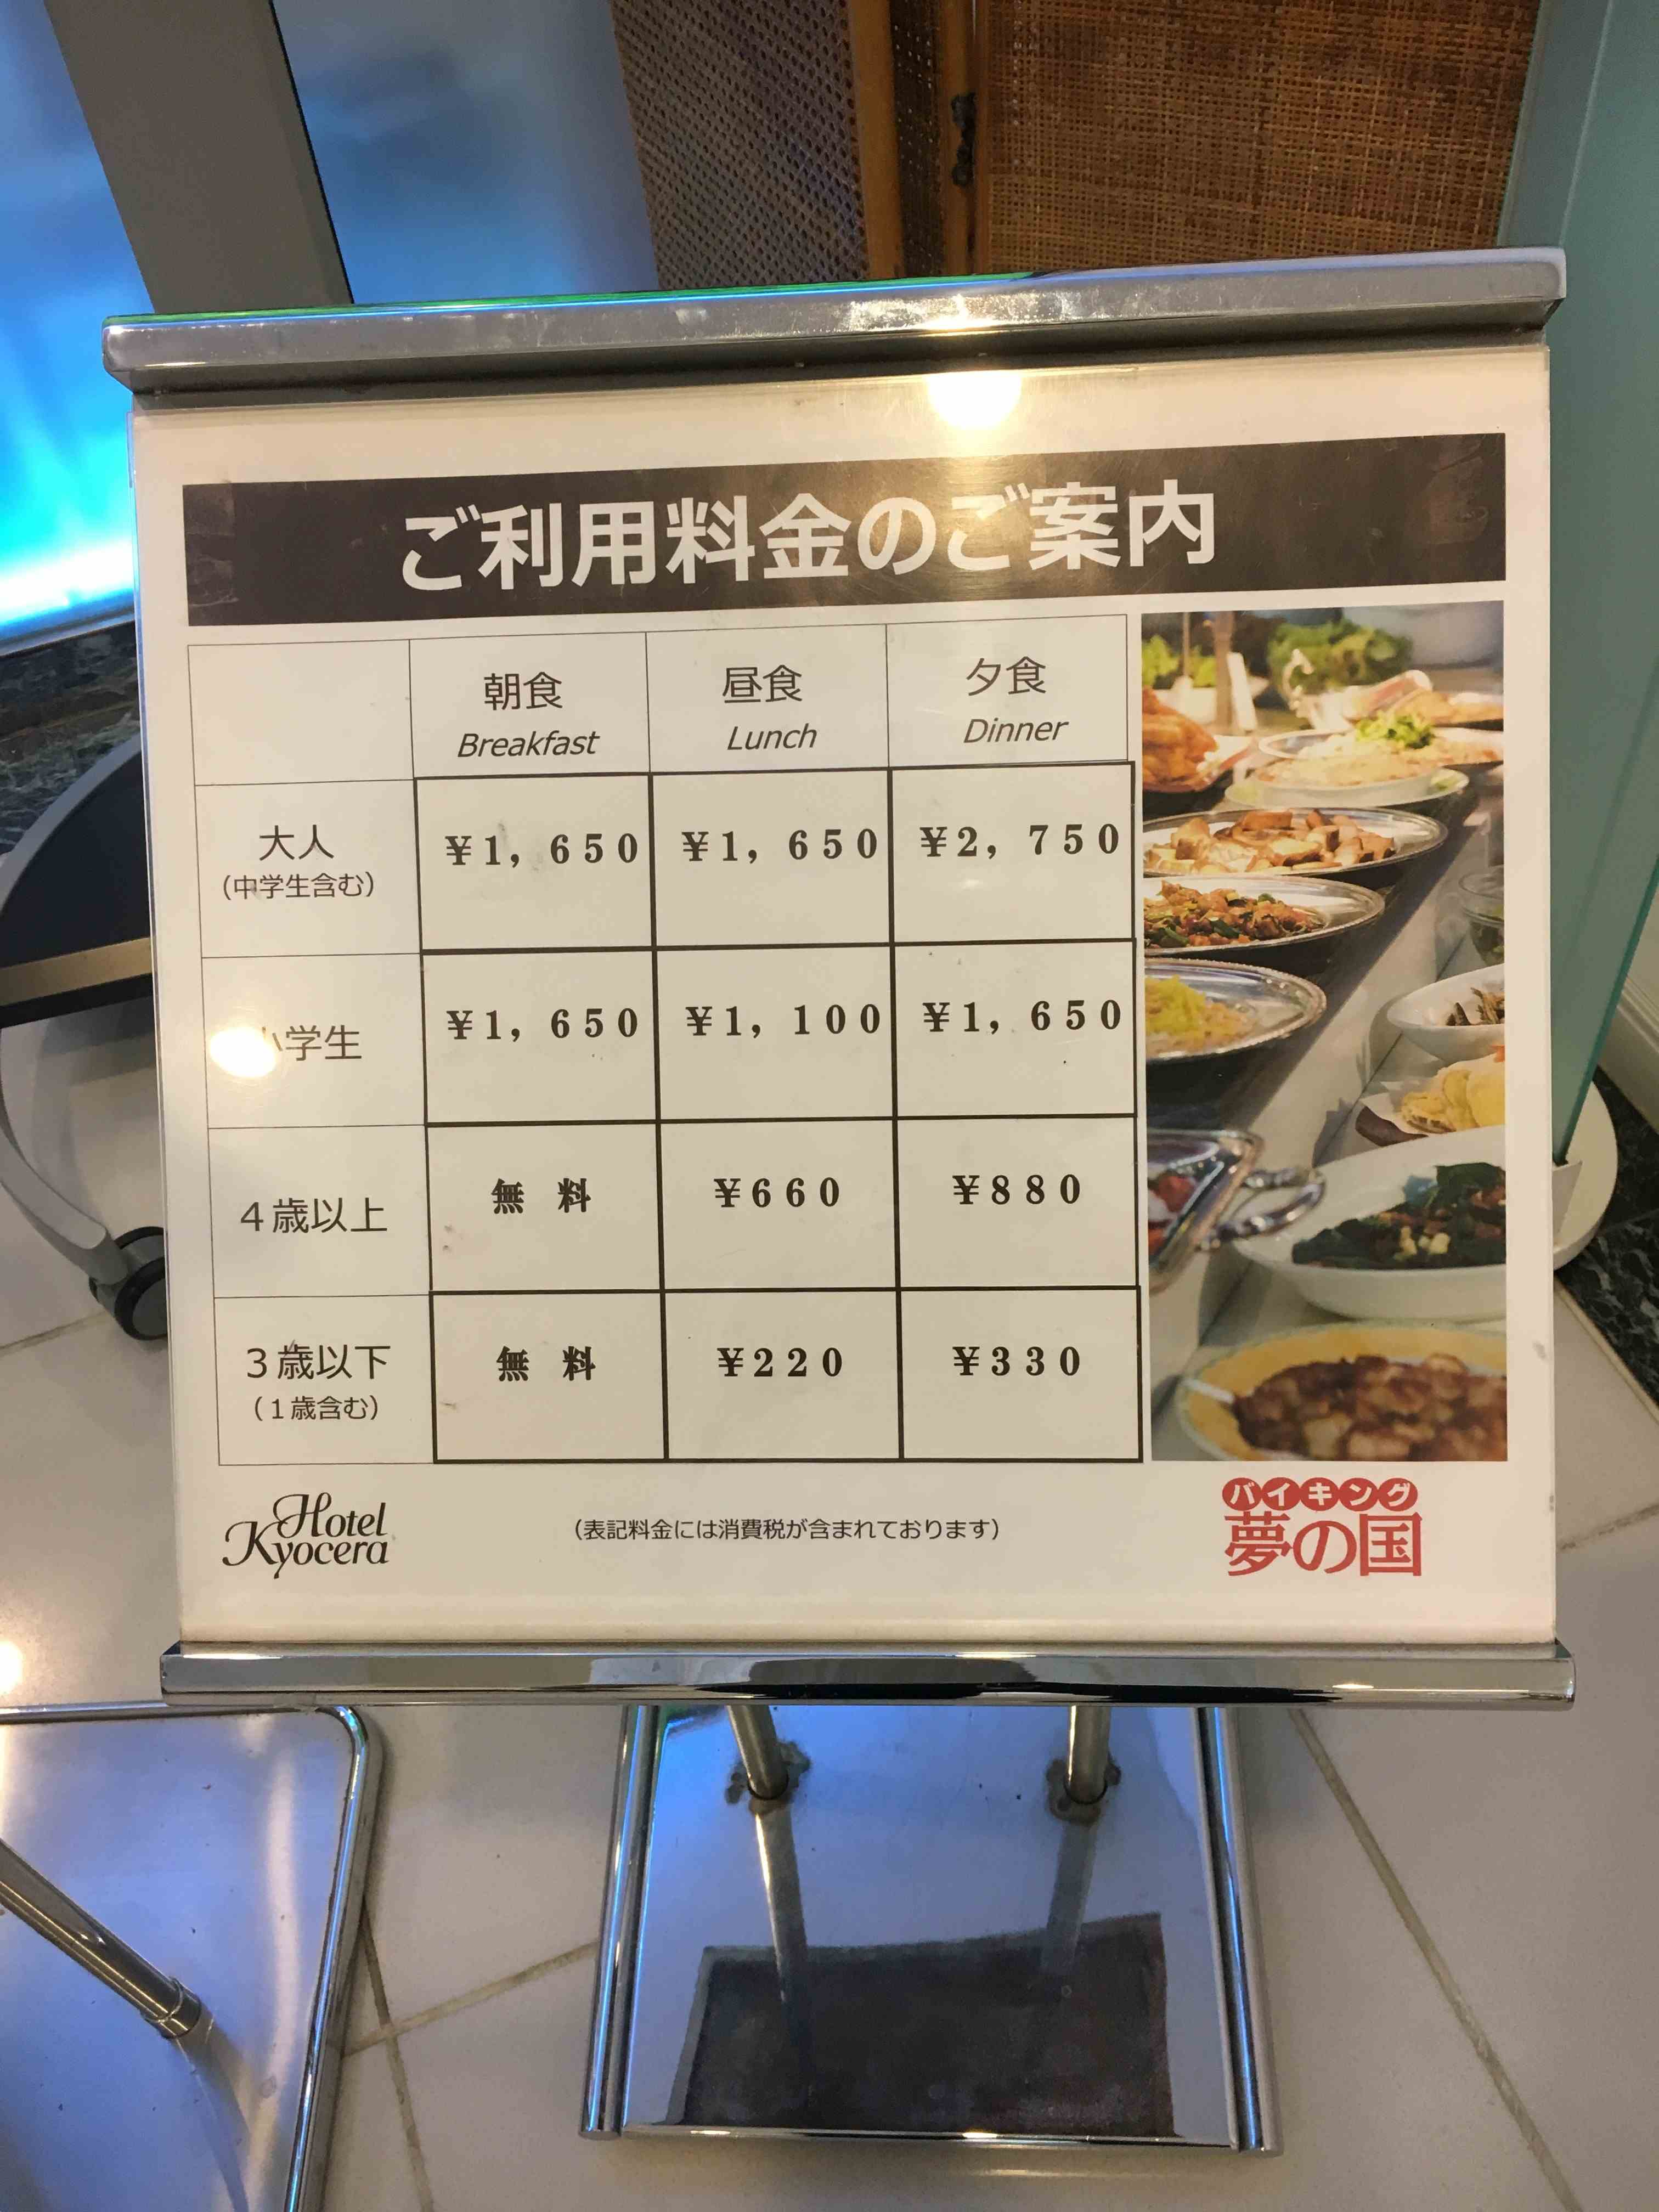 ご利用料金のご案内
朝食 昼食 夕食
Breakfast Lunch Dinner
大人 ¥1，650 ¥1，650 ¥2，750
（中学生含む）
小学生 ¥1，650 ¥1，100 ¥1，650
4歳以上 無 料 ¥660 ¥880
3歳以下 無 料 ¥220 ¥330
（1歳含む）
Hotel
Kyocera
（表記料金には消費税が含まれております）
バイキング
夢の国